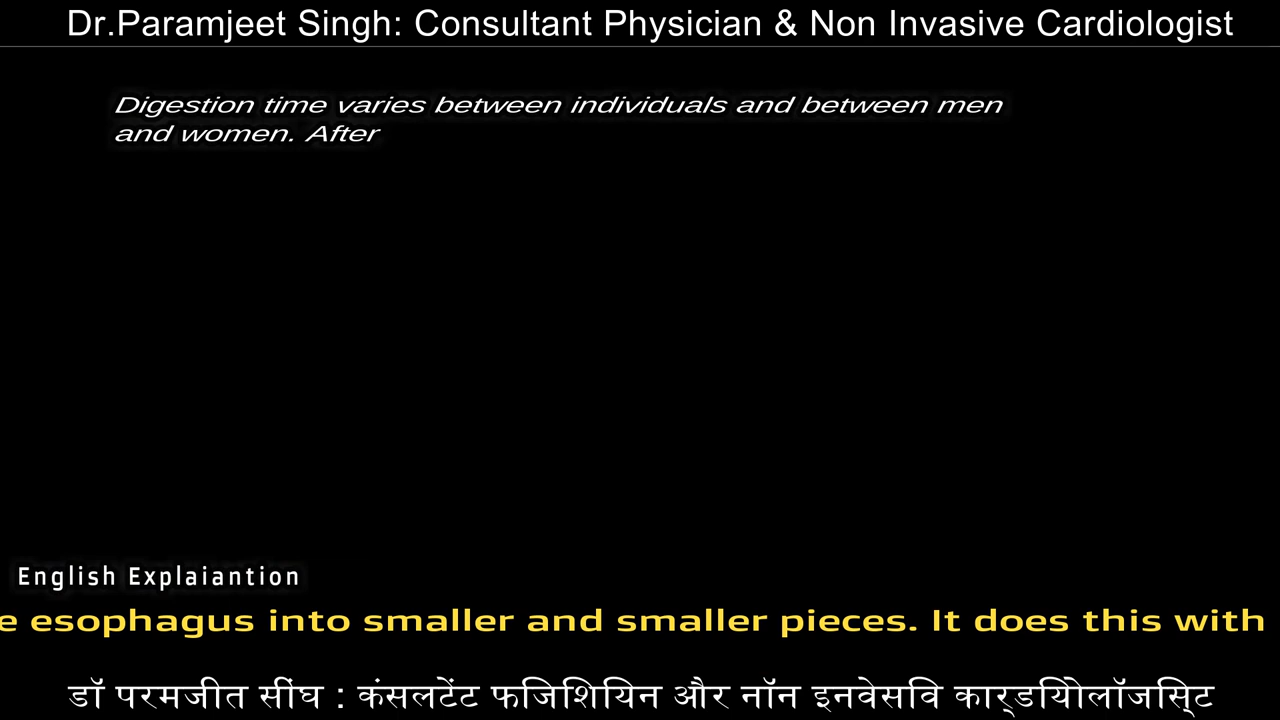 Dr.Paramjeet Singh: Consultant Physician & Non Invasive Cardiologist
Digestion time varies between individuals and between men
and women. After
English Explaiantion
e esophagus into smaller and smaller pieces. It does this with
डॉ परमजीत सींघ : कंसलटेंट फजिशियिन और नॉन इनवेसवि कार्डयिोलॉजस्टि